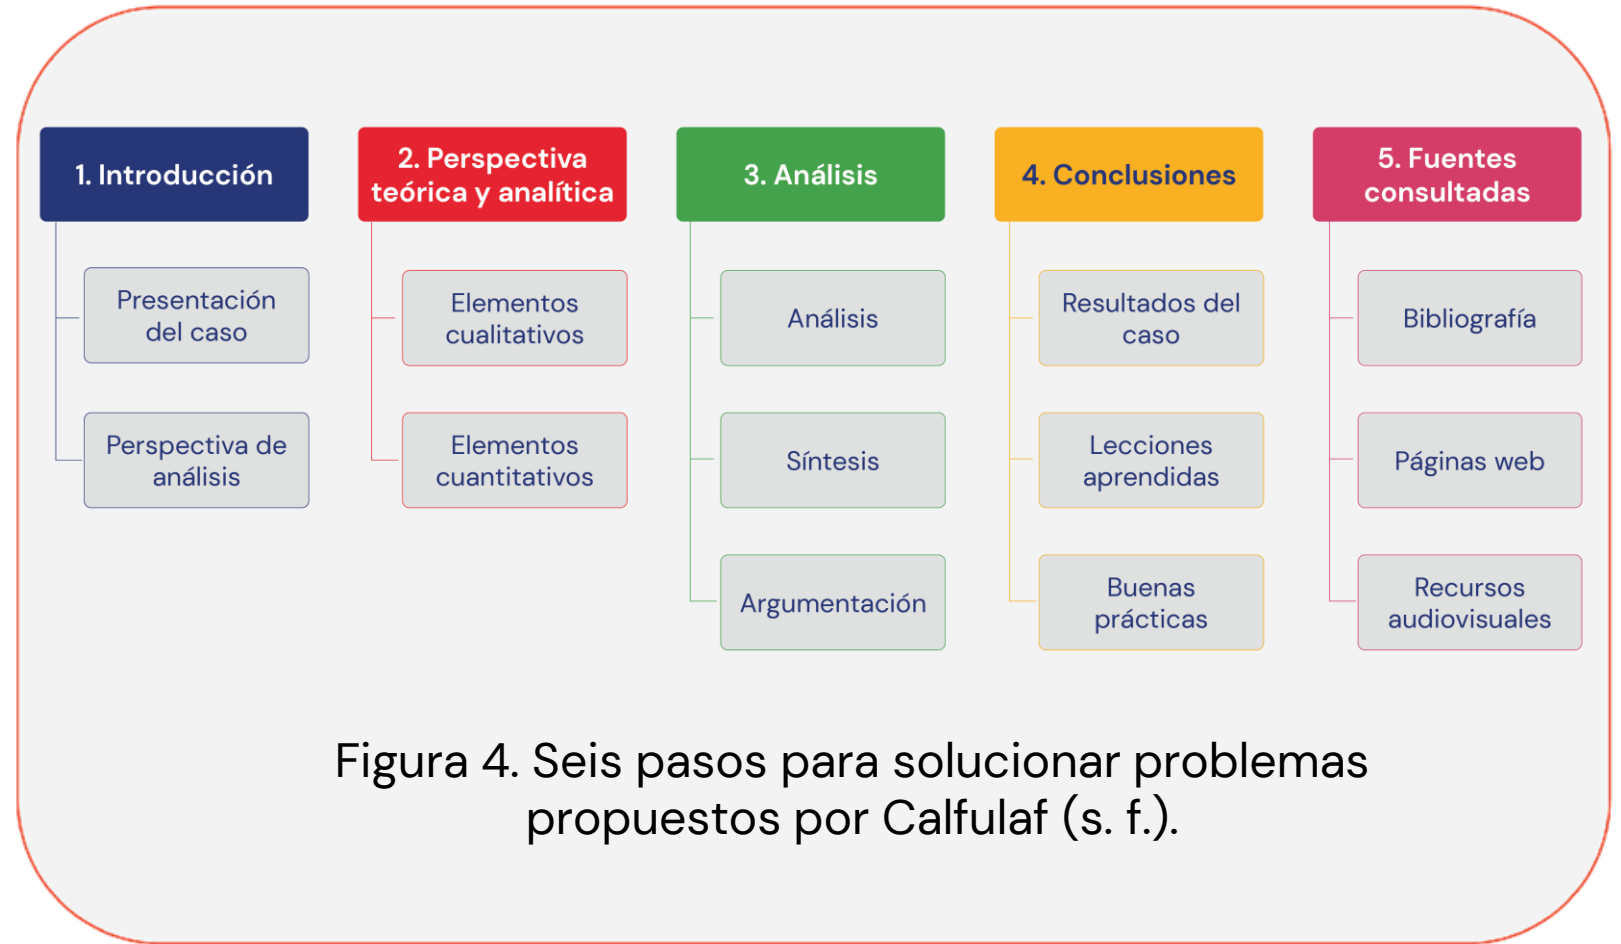 1. Introducción
Presentación
del caso
Perspectiva de
análisis
2. Perspectiva
teórica y analítica
Elementos
cualitativos
Elementos
cuantitativos
3. Análisis
Análisis
Síntesis
Argumentación
4. Conclusiones
Resultados del
caso
Lecciones
aprendidas
Buenas
prácticas
5. Fuentes
consultadas
Bibliografía
Páginas web
Recursos
audiovisuales
Figura 4. Seis pasos para solucionar problemas
propuestos por Calfulaf (s. f.).